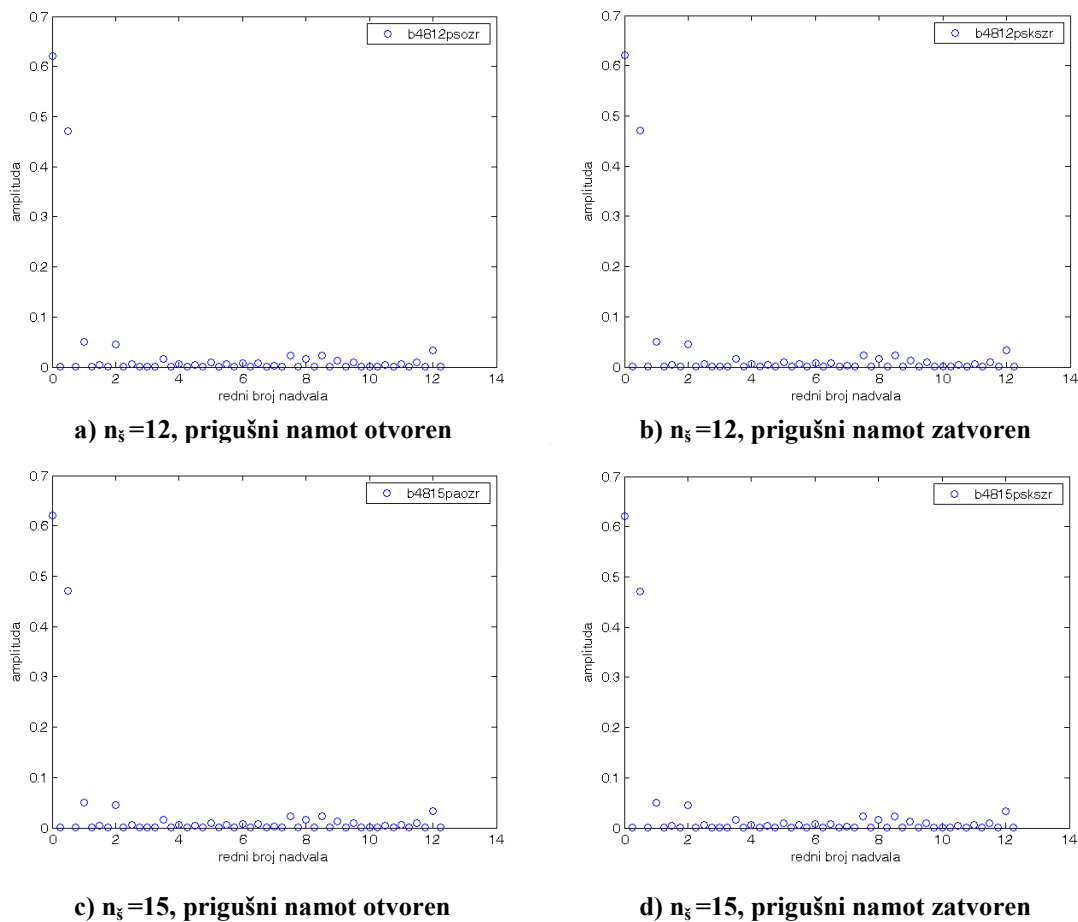 0.7
0.6
0.5
0.4
0.3
0.2
0.1
0
amplituda
b4812psozr
0 2 4 6 8 10 12 14
redni broj nadvala
a) nš =12, prigušni namot otvoren
0.7
0.6
0.5
0.4
0.3
0.2
0.1
0
amplituda
b4812pskszr
0 2 4 6 8 10 12 14
redni broj nadvala
b) nš =12, prigušni namot zatvoren
0.7
0.6
0.5
0.4
0.3
0.2
0.1
0
amplituda
b4815paozr
0 2 4 6 8 10 12 14
redni broj nadvala
c) nš =15, prigušni namot otvoren
0.7
0.6
0.5
0.4
0.3
0.2
0.1
0
amplituda
b4815pskszr
0 2 4 6 8 10 12 14
redni broj nadvala
d) nš =15, prigušni namot zatvoren